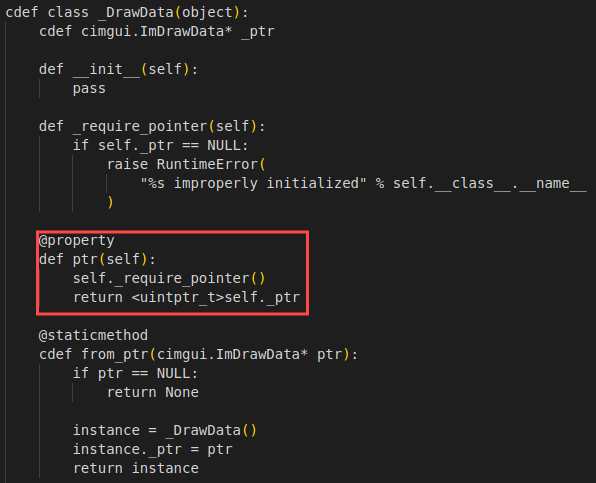 cdef class _DrawData(object):
    cdef cimgui.ImDrawData* _ptr

    def __init__(self):
        pass

    def _require_pointer(self):
        if self._ptr == NULL:
            raise RuntimeError(
                "%s improperly initialized" % self.__class__.__name__
            )

    @property
    def ptr(self):
        self._require_pointer()
        return <uintptr_t>self._ptr

    @staticmethod
    cdef from_ptr(cimgui.ImDrawData* ptr):
        if ptr == NULL:
            return None

        instance = _DrawData()
        instance._ptr = ptr
        return instance